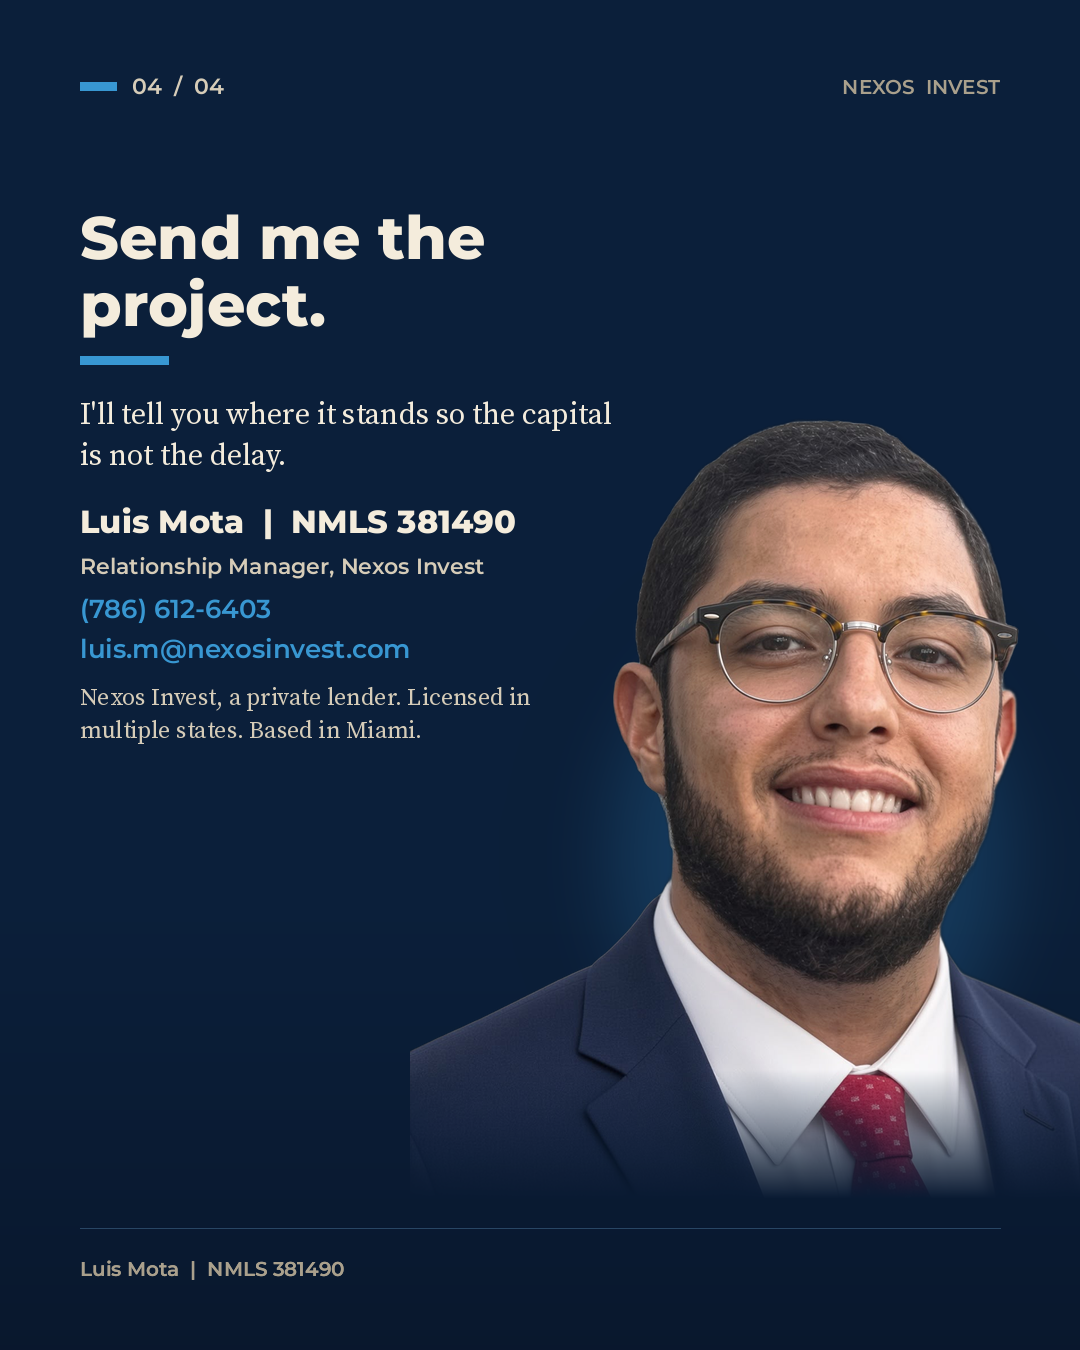 04 / 04
NEXOS INVEST
Send me the
project.
I'll tell you where it stands so the capital
is not the delay.
Luis Mota | NMLS 381490
Relationship Manager, Nexos Invest
(786) 612-6403
luis.m@nexosinvest.com
Nexos Invest, a private lender. Licensed in
multiple states. Based in Miami.
Luis Mota | NMLS 381490